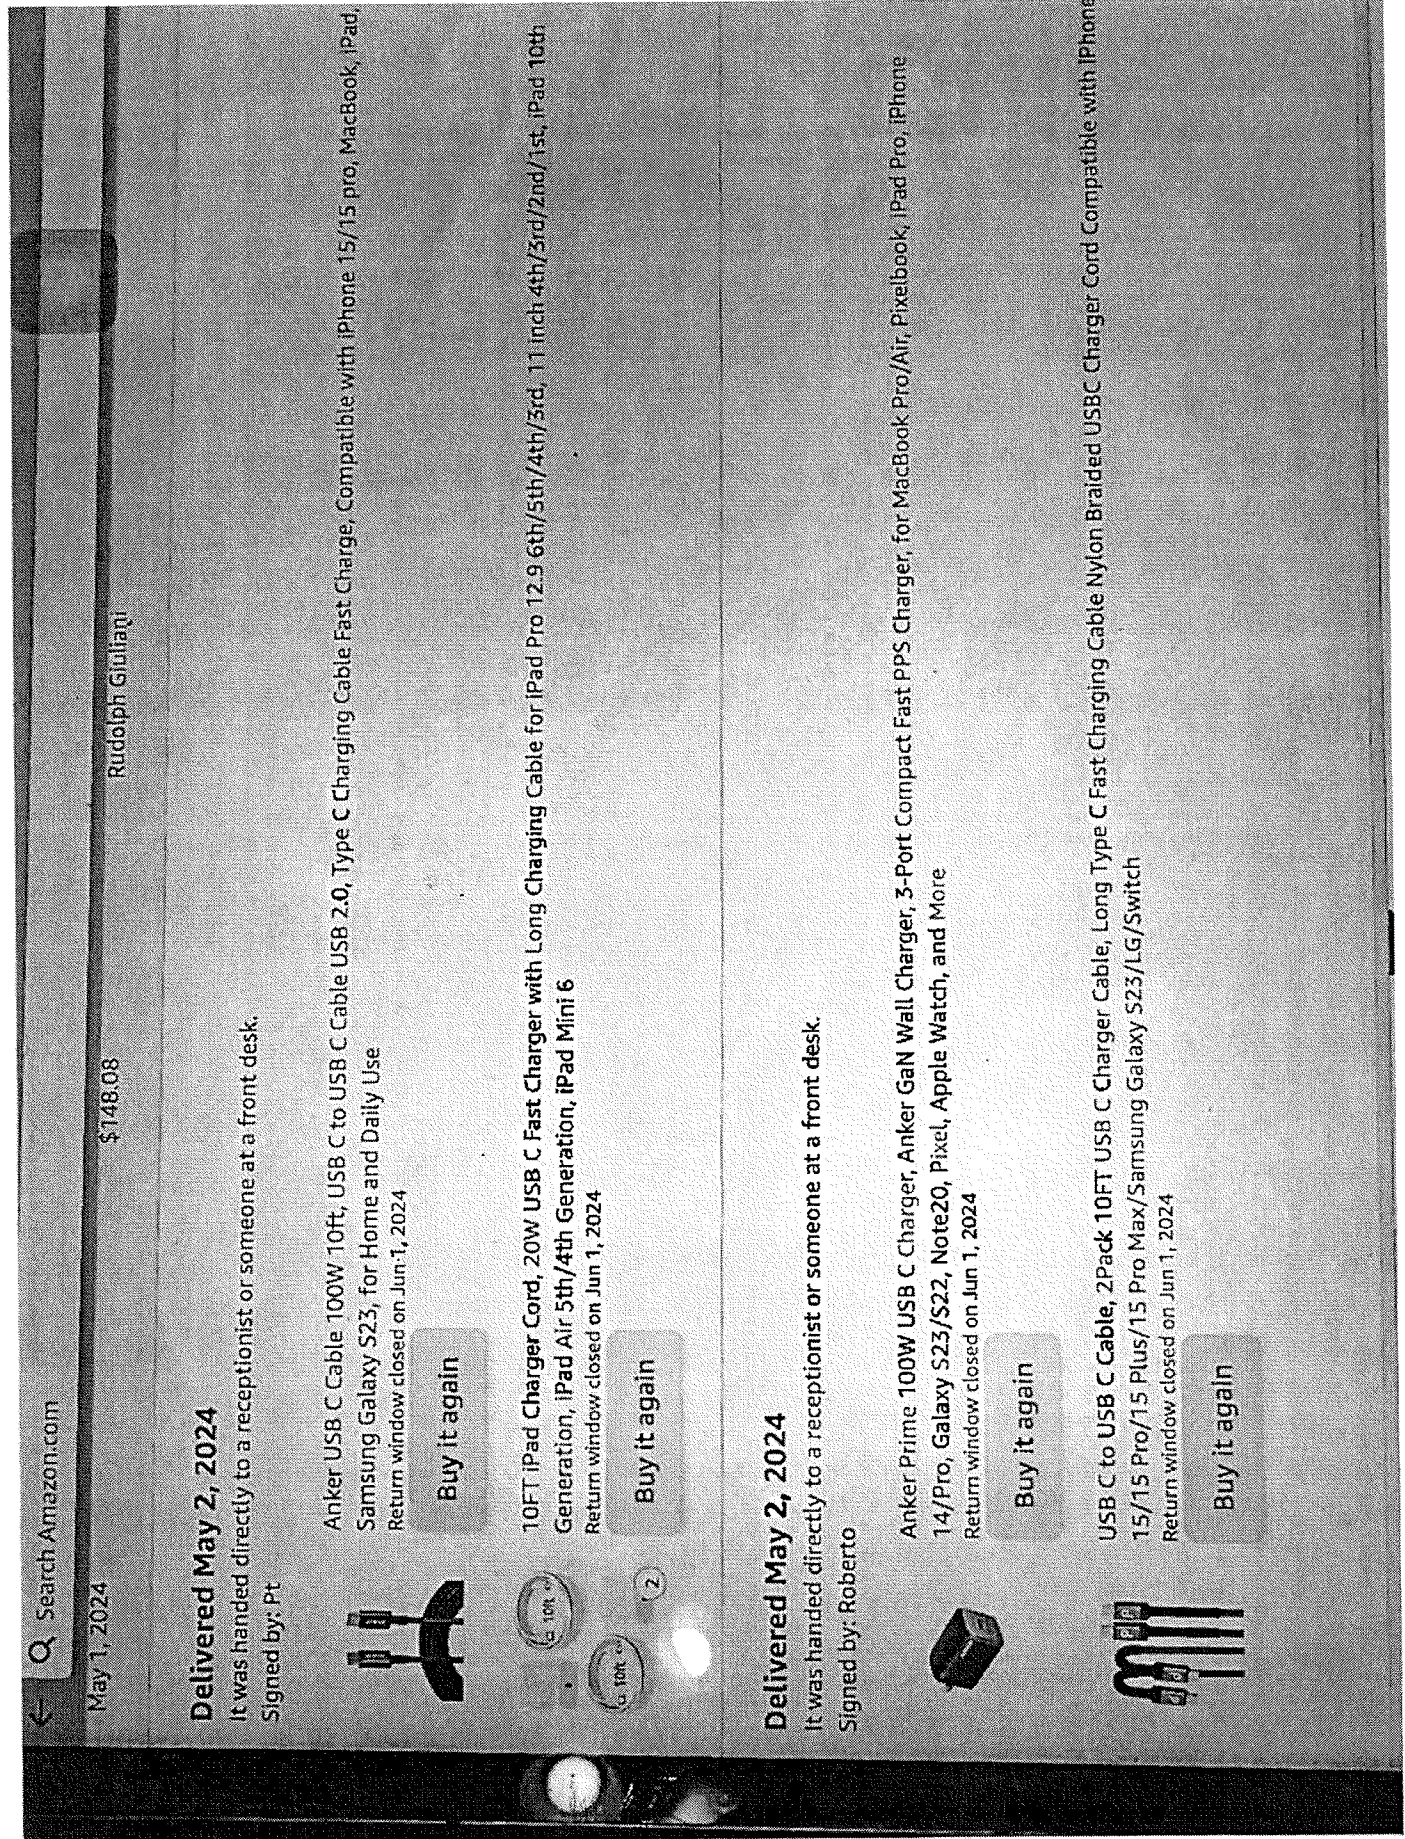 Search Amazon.com
May 1, 2024 $148.08 Rudolph Giuliani
Delivered May 2, 2024
It was handed directly to a receptionist or someone at a front desk.
Signed by: Pt
Anker USB C Cable 100W 10ft, USB C to USB C Cable USB 2.0, Type C Charging Cable Fast Charge, Compatible with iPhone 15/15 pro, MacBook, iPad,
Samsung Galaxy S23, for Home and Daily Use
Return window closed on Jun 1, 2024
Buy it again
10ft
10ft
2
10FT iPad Charger Cord, 20W USB C Fast Charger with Long Charging Cable for iPad Pro 12.9 6th/5th/4th/3rd, 11 inch 4th/3rd/2nd/1st, iPad 10th
Generation, iPad Air 5th/4th Generation, iPad Mini 6
Return window closed on Jun 1, 2024
Buy it again
Delivered May 2, 2024
It was handed directly to a receptionist or someone at a front desk.
Signed by: Roberto
Anker Prime 100W USB C Charger, Anker GaN Wall Charger, 3-Port Compact Fast PPS Charger, for MacBook Pro/Air, Pixelbook, iPad Pro, iPhone
14/Pro, Galaxy S23/S22, Note20, Pixel, Apple Watch, and More
Return window closed on Jun 1, 2024
Buy it again
USB C to USB C Cable, 2Pack 10FT USB C Charger Cable, Long Type C Fast Charging Cable Nylon Braided USBC Charger Cord Compatible with iPhone
15/15 Pro/15 Plus/15 Pro Max/Samsung Galaxy S23/LG/Switch
Return window closed on Jun 1, 2024
Buy it again